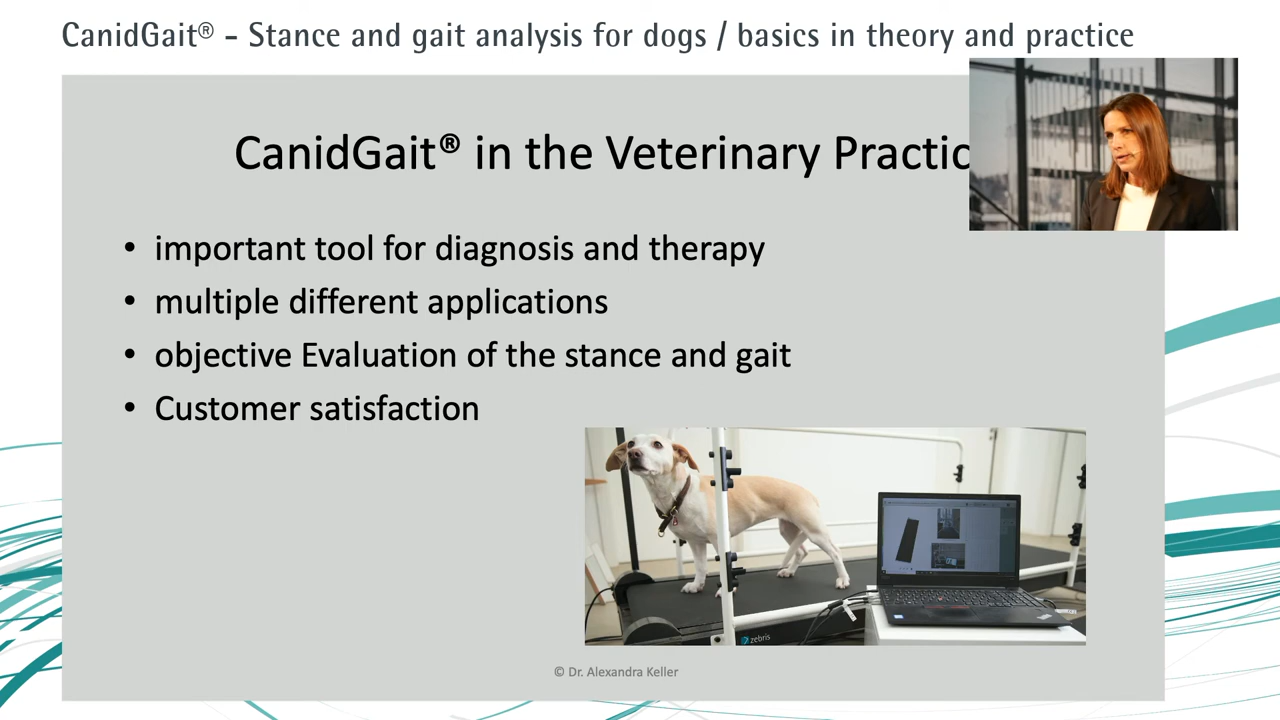 CanidGait® - Stance and gait analysis for dogs / basics in theory and practice
CanidGait® in the Veterinary Practic
• important tool for diagnosis and therapy
• multiple different applications
• objective Evaluation of the stance and gait
• Customer satisfaction
zebris
© Dr. Alexandra Keller